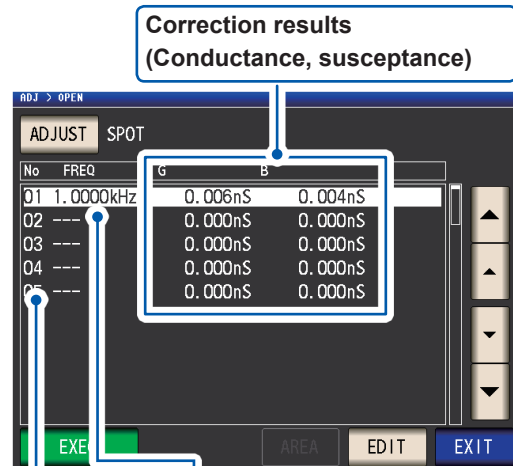 Correction results
(Conductance, susceptance)
ADJ > OPEN
ADJUST SPOT
No FREQ G B
01 1.0000kHz 0.006nS 0.004nS
02 --- 0.000nS 0.000nS
03 --- 0.000nS 0.000nS
04 --- 0.000nS 0.000nS
--- 0.000nS 0.000nS
AREA EDIT EXIT